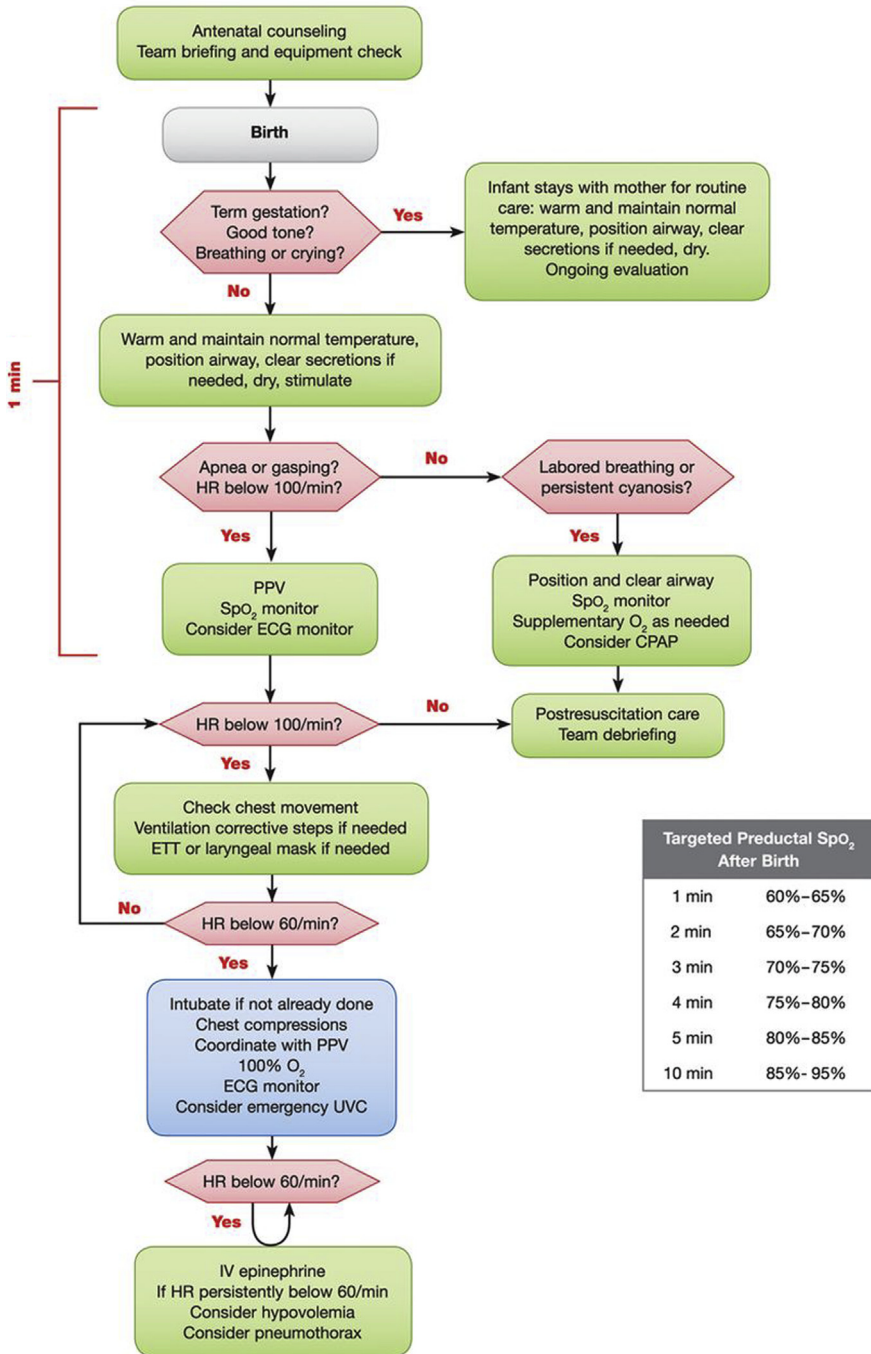 Antenatal counseling
Team briefing and equipment check
Birth
1 min
Term gestation?
Good tone?
Breathing or crying?
Yes
Infant stays with mother for routine
care: warm and maintain normal
temperature, position airway, clear
secretions if needed, dry.
Ongoing evaluation
No
Warm and maintain normal temperature,
position airway, clear secretions if
needed, dry, stimulate
Apnea or gasping?
HR below 100/min?
No
Labored breathing or
persistent cyanosis?
Yes
Yes
PPV
SpO₂ monitor
Consider ECG monitor
Position and clear airway
SpO₂ monitor
Supplementary O₂ as needed
Consider CPAP
HR below 100/min?
No
Postresuscitation care
Team debriefing
Yes
Check chest movement
Ventilation corrective steps if needed
ETT or laryngeal mask if needed
No
HR below 60/min?
Yes
Intubate if not already done
Chest compressions
Coordinate with PPV
100% O₂
ECG monitor
Consider emergency UVC
HR below 60/min?
Yes
IV epinephrine
If HR persistently below 60/min
Consider hypovolemia
Consider pneumothorax
Targeted Preductal SpO₂
After Birth
1 min 60%–65%
2 min 65%–70%
3 min 70%–75%
4 min 75%–80%
5 min 80%–85%
10 min 85%- 95%